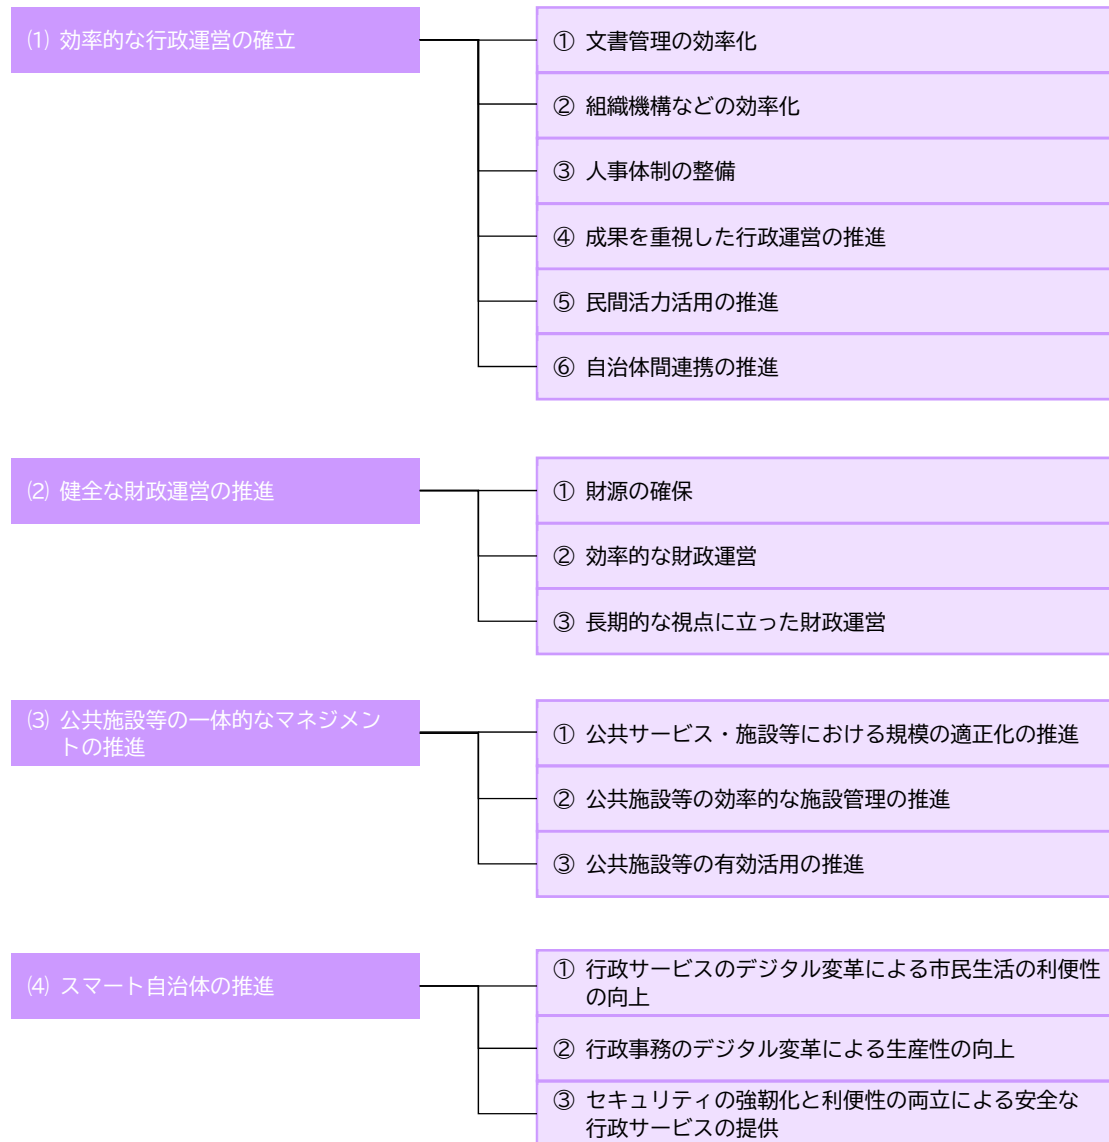 ⑴ 効率的な行政運営の確立
① 文書管理の効率化
② 組織機構などの効率化
③ 人事体制の整備
④ 成果を重視した行政運営の推進
⑤ 民間活力活用の推進
⑥ 自治体間連携の推進
⑵ 健全な財政運営の推進
① 財源の確保
② 効率的な財政運営
③ 長期的な視点に立った財政運営
⑶ 公共施設等の一体的なマネジメン
トの推進
① 公共サービス・施設等における規模の適正化の推進
② 公共施設等の効率的な施設管理の推進
③ 公共施設等の有効活用の推進
⑷ スマート自治体の推進
① 行政サービスのデジタル変革による市民生活の利便性
の向上
② 行政事務のデジタル変革による生産性の向上
③ セキュリティの強靭化と利便性の両立による安全な
行政サービスの提供